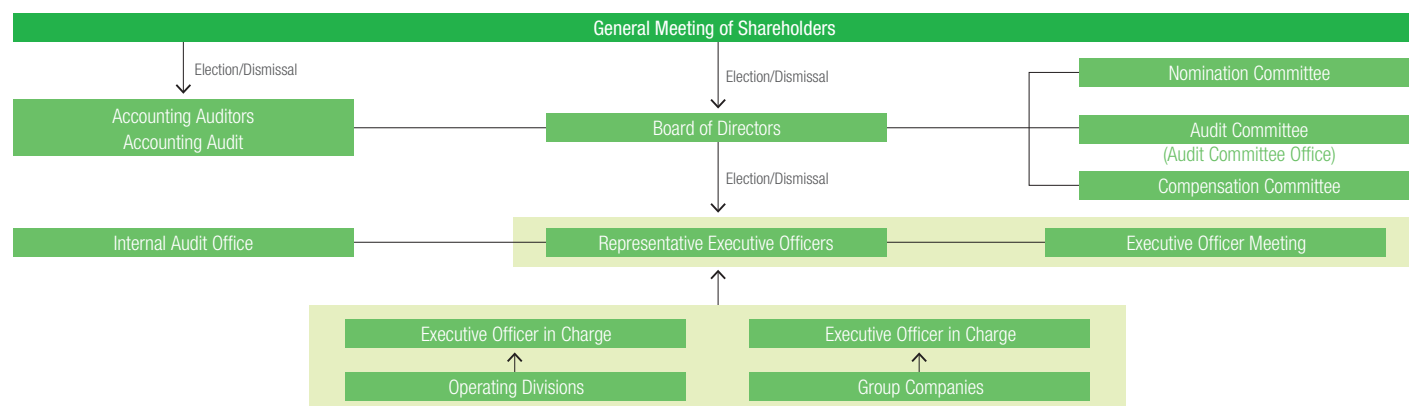 General Meeting of Shareholders
Election/Dismissal
Election/Dismissal
Nomination Committee
Accounting Auditors
Accounting Audit
Board of Directors
Audit Committee
(Audit Committee Office)
Election/Dismissal
Compensation Committee
Internal Audit Office
Representative Executive Officers
Executive Officer Meeting
Executive Officer in Charge
Executive Officer in Charge
Operating Divisions
Group Companies